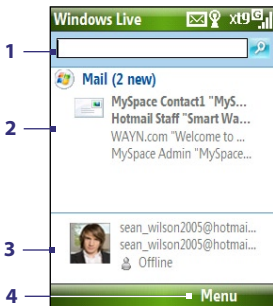 Windows Live xt9 G
1
Mail (2 new)
MySpace Contact1 "MyS...
Hotmail Staff "Smart Wa...
2
WAYN.com "Welcome to ...
MySpace Admin "MySpace...
sean_wilson2005@hotmai...
3
sean_wilson2005@hotmai...
Offline
4
Menu